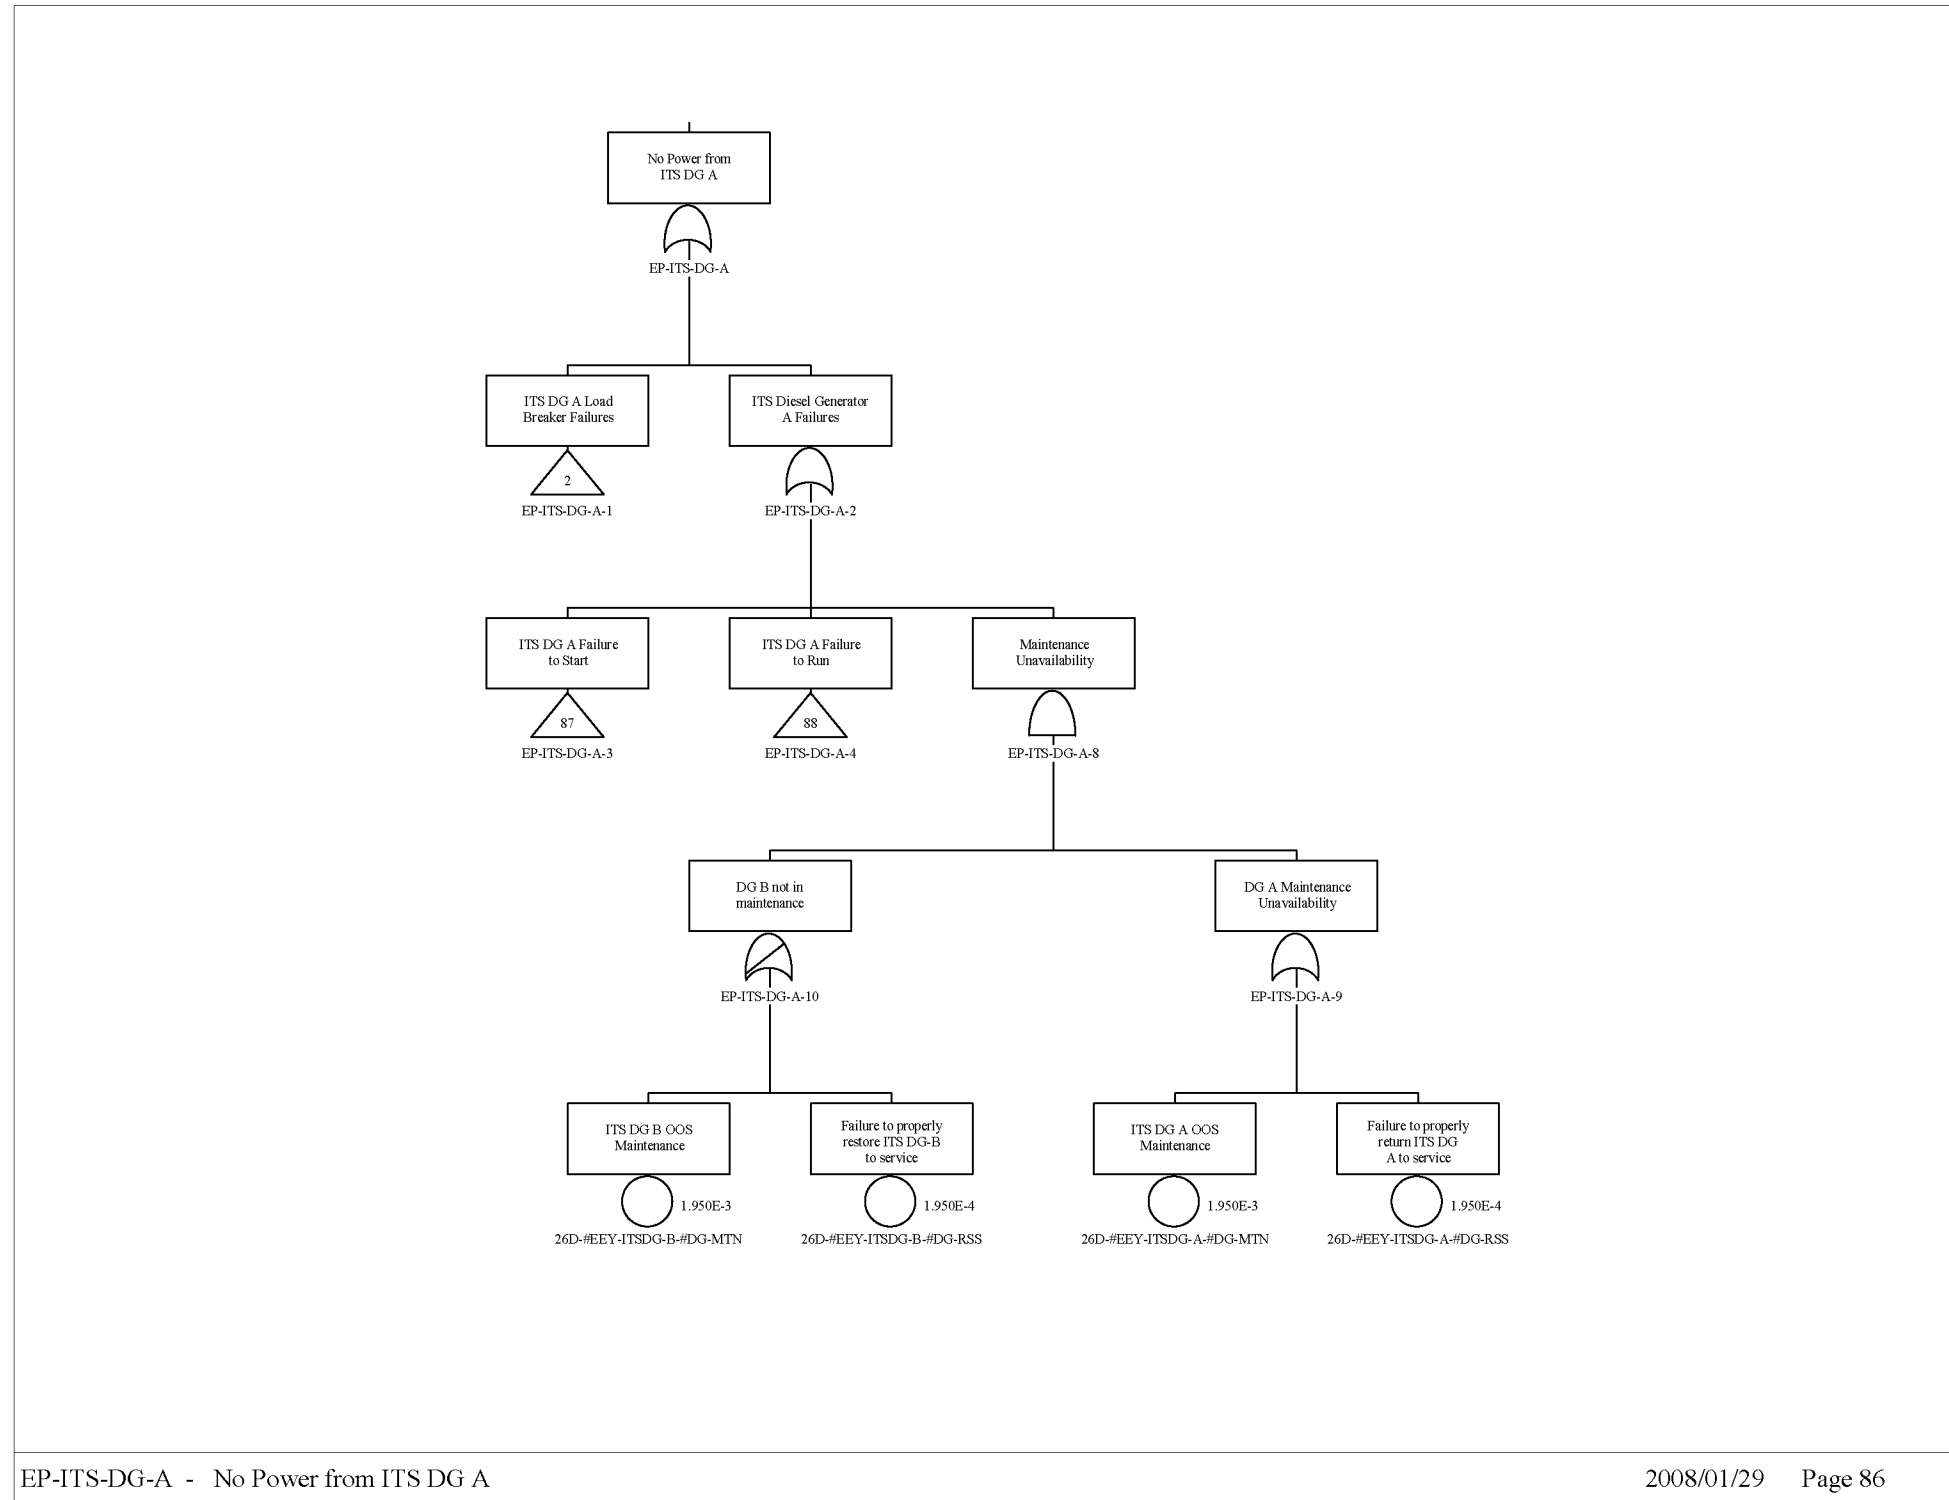 No Power from
ITS DG A
EP-ITS-DG-A
ITS DG A Load
Breaker Failures
2
EP-ITS-DG-A-1
ITS Diesel Generator
A Failures
EP-ITS-DG-A-2
ITS DG A Failure
to Start
87
EP-ITS-DG-A-3
ITS DG A Failure
to Run
88
EP-ITS-DG-A-4
Maintenance
Unavailability
EP-ITS-DG-A-8
DG B not in
maintenance
EP-ITS-DG-A-10
DG A Maintenance
Unavailability
EP-ITS-DG-A-9
ITS DG B OOS
Maintenance
1.950E-3
26D-#EEY-ITSDG-B-#DG-MTN
Failure to properly
restore ITS DG-B
to service
1.950E-4
26D-#EEY-ITSDG-B-#DG-RSS
ITS DG A OOS
Maintenance
1.950E-3
26D-#EEY-ITSDG-A-#DG-MTN
Failure to properly
return ITS DG
A to service
1.950E-4
26D-#EEY-ITSDG-A-#DG-RSS
EP-ITS-DG-A - No Power from ITS DG A
2008/01/29 Page 86